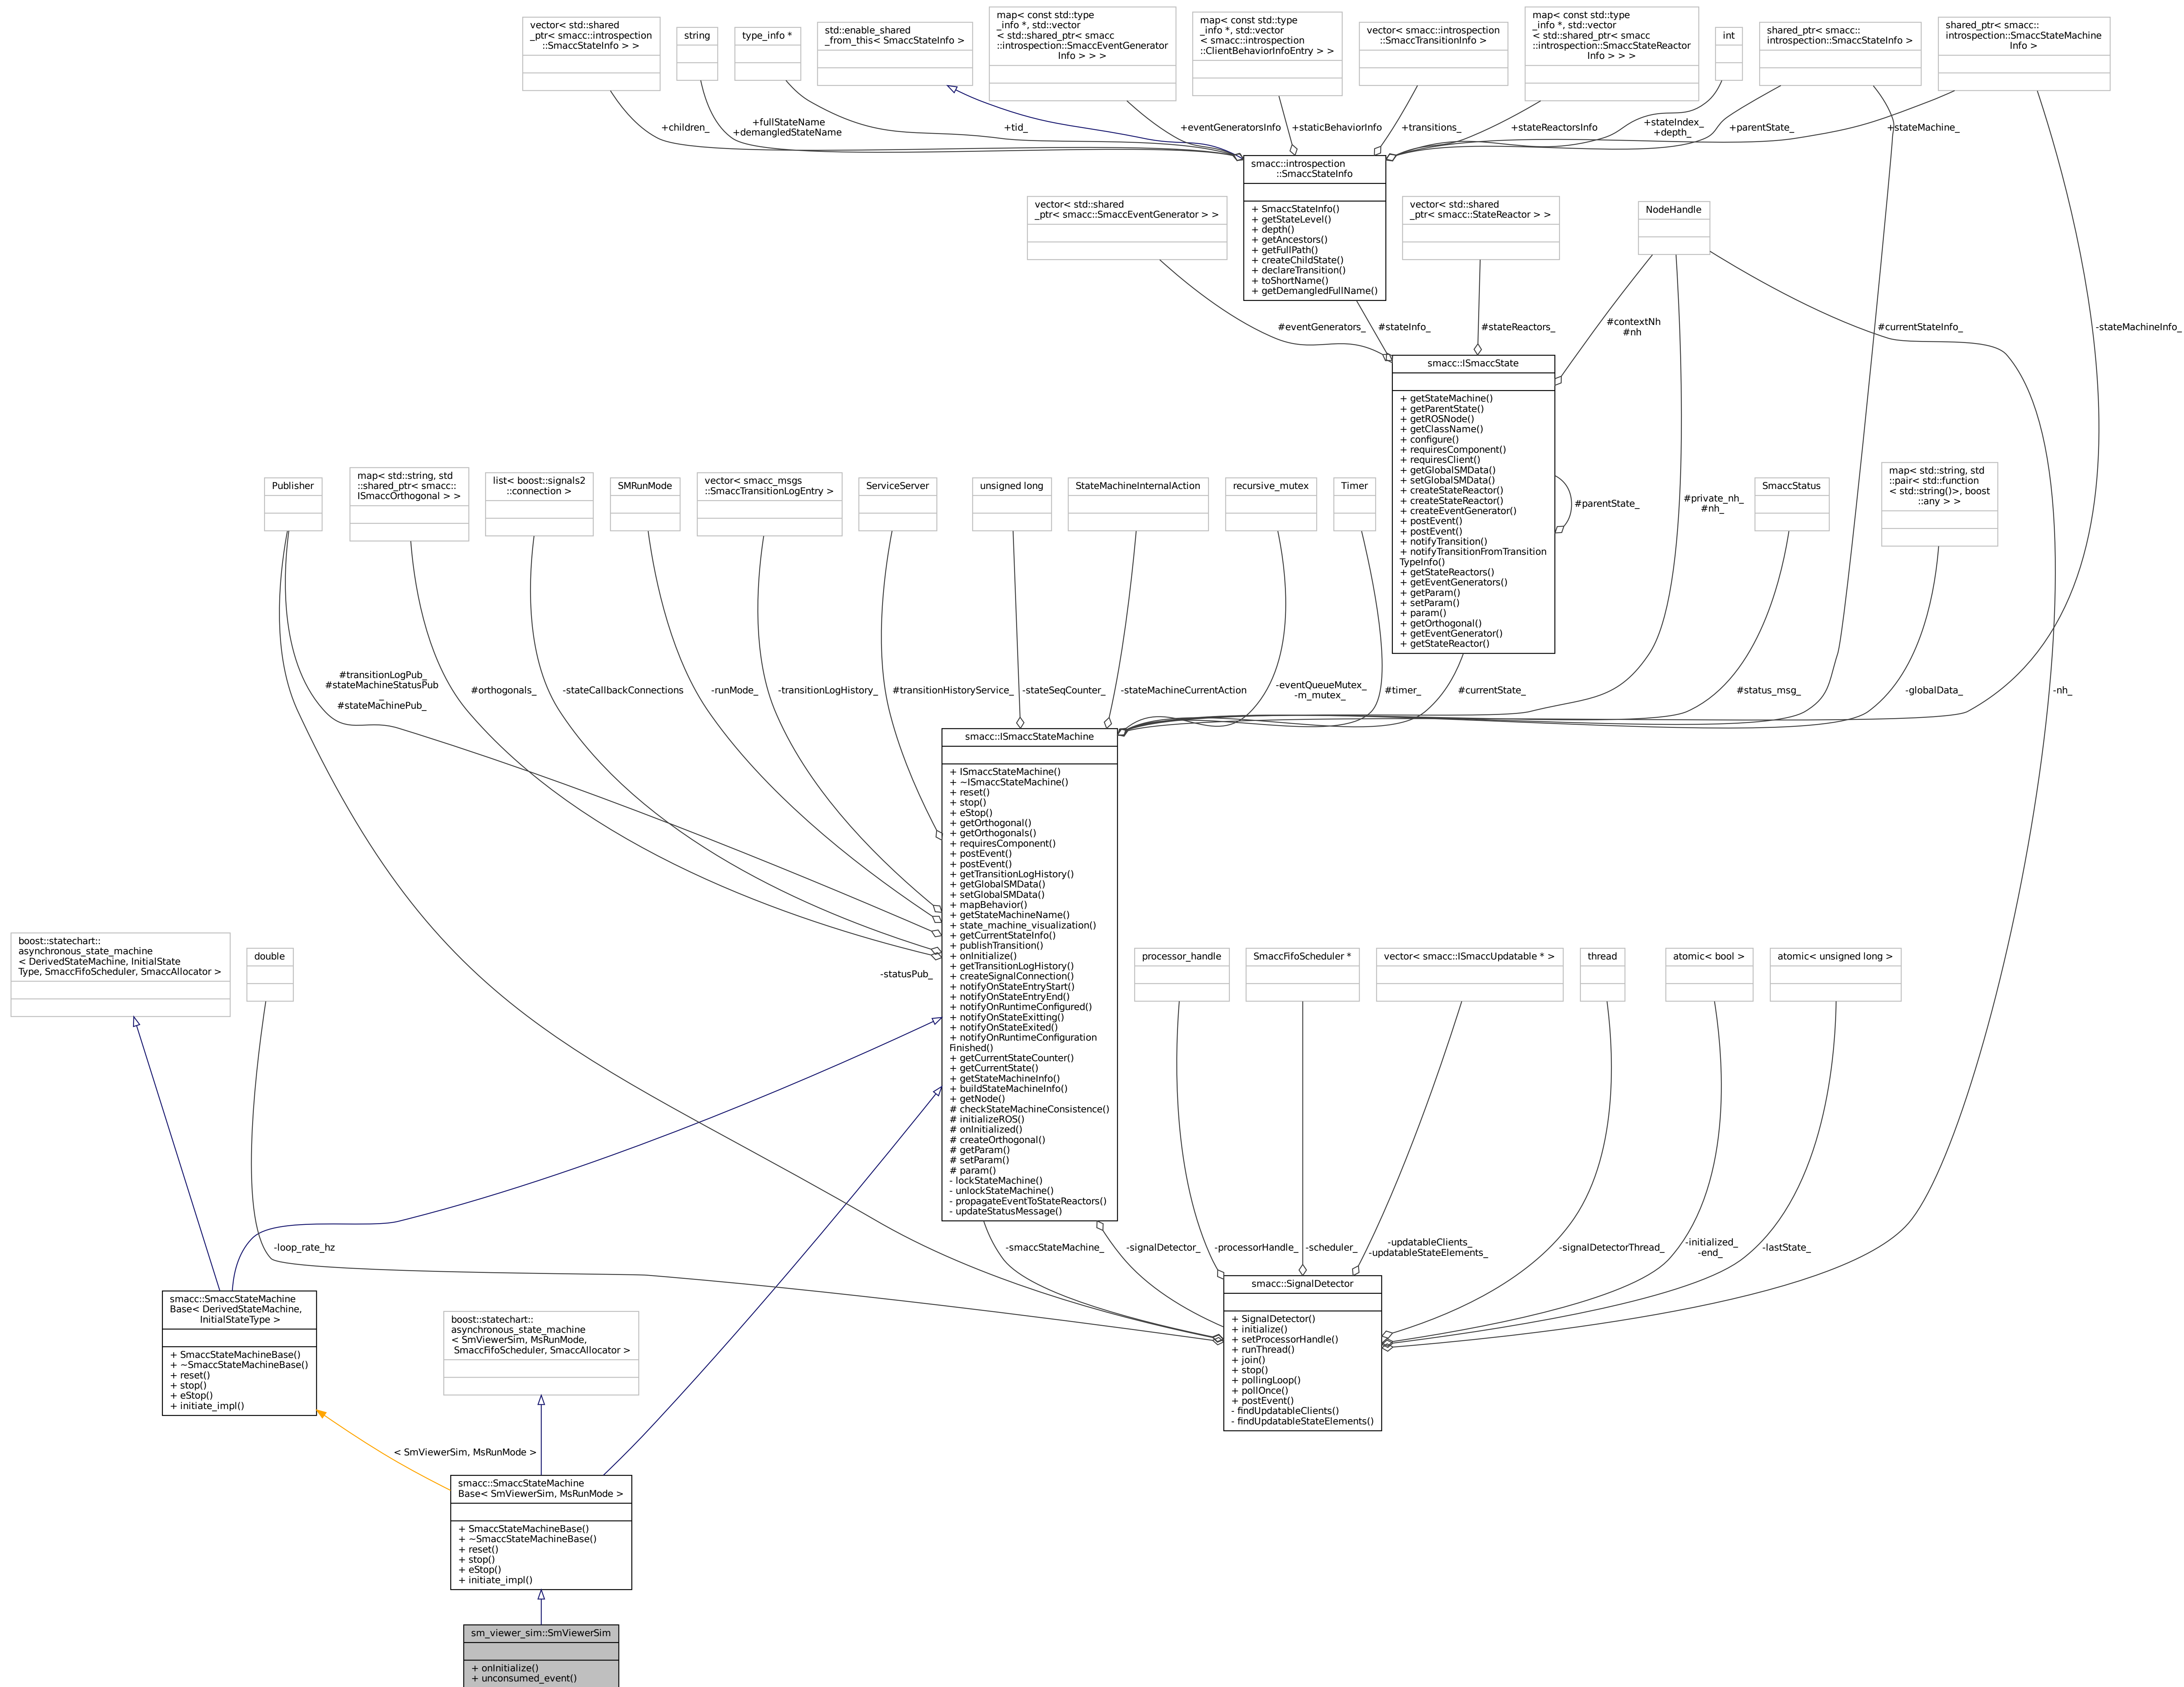 vector< std::shared
_ptr< smacc::introspection
::SmaccStateInfo > >
string
type_info *
std::enable_shared
_from_this< SmaccStateInfo >
map< const std::type
_info *, std::vector
< std::shared_ptr< smacc
::introspection::SmaccEventGenerator
Info > > >
map< const std::type
_info *, std::vector
< smacc::introspection
::ClientBehaviorInfoEntry > >
vector< smacc::introspection
::SmaccTransitionInfo >
map< const std::type
_info *, std::vector
< std::shared_ptr< smacc
::introspection::SmaccStateReactor
Info > > >
int
shared_ptr< smacc::
introspection::SmaccStateInfo >
shared_ptr< smacc::
introspection::SmaccStateMachine
Info >
+children_
+fullStateName
+demangledStateName
+tid_
+eventGeneratorsInfo
+staticBehaviorInfo
+transitions_
+stateReactorsInfo
+stateIndex_
+depth_
+parentState_
+stateMachine_
smacc::introspection
::SmaccStateInfo
+ SmaccStateInfo()
+ getStateLevel()
+ depth()
+ getAncestors()
+ getFullPath()
+ createChildState()
+ declareTransition()
+ toShortName()
+ getDemangledFullName()
vector< std::shared
_ptr< smacc::SmaccEventGenerator > >
vector< std::shared
_ptr< smacc::StateReactor > >
NodeHandle
#eventGenerators_
#stateInfo_
#stateReactors_
#contextNh
#nh
#currentStateInfo_
-stateMachineInfo_
smacc::ISmaccState
+ getStateMachine()
+ getParentState()
+ getROSNode()
+ getClassName()
+ configure()
+ requiresComponent()
+ requiresClient()
+ getGlobalSMData()
+ setGlobalSMData()
+ createStateReactor()
+ createStateReactor()
+ createEventGenerator()
+ postEvent()
+ postEvent()
+ notifyTransition()
+ notifyTransitionFromTransition
TypeInfo()
+ getStateReactors()
+ getEventGenerators()
+ getParam()
+ setParam()
+ param()
+ getOrthogonal()
+ getEventGenerator()
+ getStateReactor()
#parentState_
#private_nh_
#nh_
Publisher
map< std::string, std
::shared_ptr< smacc::
ISmaccOrthogonal > >
list< boost::signals2
::connection >
SMRunMode
vector< smacc_msgs
::SmaccTransitionLogEntry >
ServiceServer
unsigned long
StateMachineInternalAction
recursive_mutex
Timer
SmaccStatus
map< std::string, std
::pair< std::function
< std::string()>, boost
::any > >
#transitionLogPub_
#stateMachineStatusPub
_
#stateMachinePub_
#orthogonals_
-stateCallbackConnections
-runMode_
-transitionLogHistory_
#transitionHistoryService_
-stateSeqCounter_
-stateMachineCurrentAction
-eventQueueMutex_
-m_mutex_
#timer_
#currentState_
#status_msg_
-globalData_
-nh_
smacc::ISmaccStateMachine
+ ISmaccStateMachine()
+ ~ISmaccStateMachine()
+ reset()
+ stop()
+ eStop()
+ getOrthogonal()
+ getOrthogonals()
+ requiresComponent()
+ postEvent()
+ postEvent()
+ getTransitionLogHistory()
+ getGlobalSMData()
+ setGlobalSMData()
+ mapBehavior()
+ getStateMachineName()
+ state_machine_visualization()
+ getCurrentStateInfo()
+ publishTransition()
+ onInitialize()
+ getTransitionLogHistory()
+ createSignalConnection()
+ notifyOnStateEntryStart()
+ notifyOnStateEntryEnd()
+ notifyOnRuntimeConfigured()
+ notifyOnStateExitting()
+ notifyOnStateExited()
+ notifyOnRuntimeConfiguration
Finished()
+ getCurrentStateCounter()
+ getCurrentState()
+ getStateMachineInfo()
+ buildStateMachineInfo()
+ getNode()
# checkStateMachineConsistence()
# initializeROS()
# onInitialized()
# createOrthogonal()
# getParam()
# setParam()
# param()
- lockStateMachine()
- unlockStateMachine()
- propagateEventToStateReactors()
- updateStatusMessage()
boost::statechart::
asynchronous_state_machine
< DerivedStateMachine, InitialState
Type, SmaccFifoScheduler, SmaccAllocator >
double
-statusPub_
processor_handle
SmaccFifoScheduler *
vector< smacc::ISmaccUpdatable * >
thread
atomic< bool >
atomic< unsigned long >
-loop_rate_hz
-smaccStateMachine_
-signalDetector_
-processorHandle_
-scheduler_
-updatableClients_
-updatableStateElements_
-signalDetectorThread_
-initialized_
-end_
-lastState_
smacc::SmaccStateMachine
Base< DerivedStateMachine,
InitialStateType >
+ SmaccStateMachineBase()
+ ~SmaccStateMachineBase()
+ reset()
+ stop()
+ eStop()
+ initiate_impl()
boost::statechart::
asynchronous_state_machine
< SmViewerSim, MsRunMode,
SmaccFifoScheduler, SmaccAllocator >
smacc::SignalDetector
+ SignalDetector()
+ initialize()
+ setProcessorHandle()
+ runThread()
+ join()
+ stop()
+ pollingLoop()
+ pollOnce()
+ postEvent()
- findUpdatableClients()
- findUpdatableStateElements()
< SmViewerSim, MsRunMode >
smacc::SmaccStateMachine
Base< SmViewerSim, MsRunMode >
+ SmaccStateMachineBase()
+ ~SmaccStateMachineBase()
+ reset()
+ stop()
+ eStop()
+ initiate_impl()
sm_viewer_sim::SmViewerSim
+ onInitialize()
+ unconsumed_event()